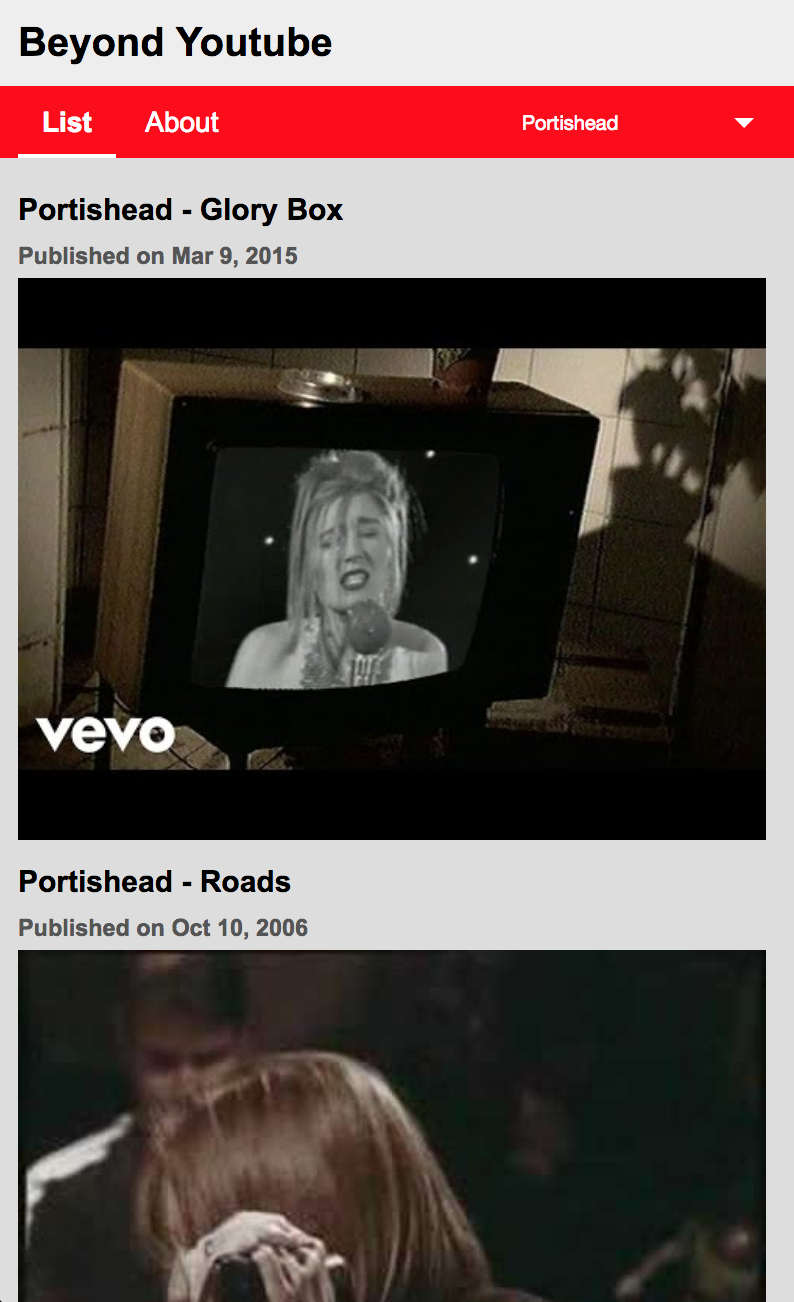 Beyond Youtube
List About Portishead
Portishead - Glory Box
Published on Mar 9, 2015
vevo
Portishead - Roads
Published on Oct 10, 2006